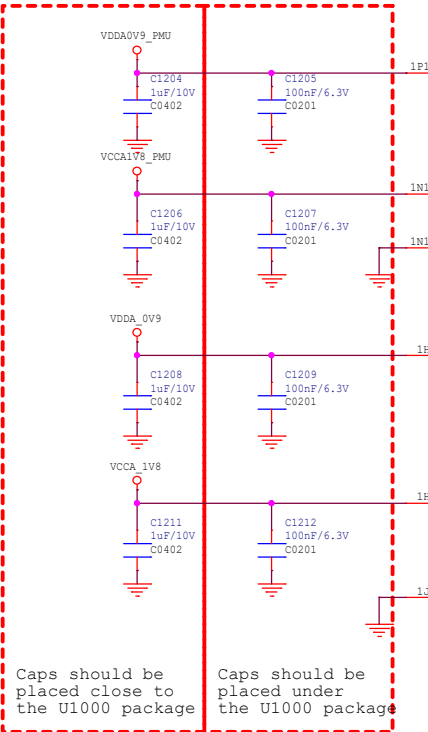 VDDA0V9_PMU
1P1
C1204
1uF/10V
C0402
C1205
100nF/6.3V
C0201
VCCA1V8_PMU
1N1
C1206
1uF/10V
C0402
C1207
100nF/6.3V
C0201
1N1
VDDA_0V9
1H
C1208
1uF/10V
C0402
C1209
100nF/6.3V
C0201
VCCA_1V8
1H
C1211
1uF/10V
C0402
C1212
100nF/6.3V
C0201
1J
Caps should be
placed close to
the U1000 package
Caps should be
placed under
the U1000 package